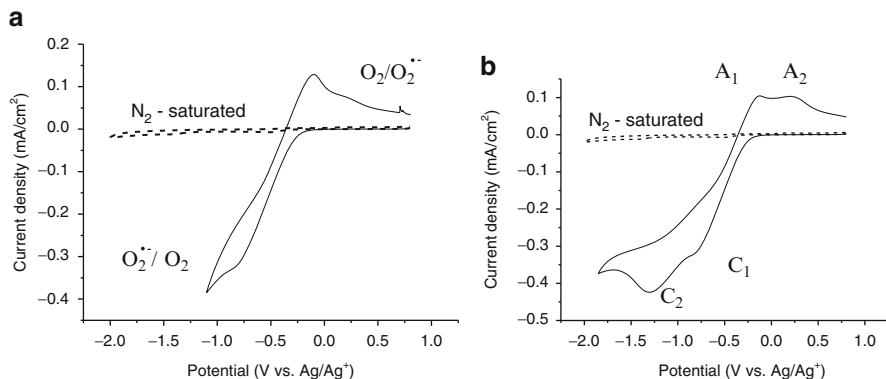 a
Current density (mA/cm²)
0.2
0.1
0.0
−0.1
−0.2
−0.3
−0.4
N₂ - saturated
O₂/O₂•-
O₂•-/ O₂
−2.0 −1.5 −1.0 −0.5 0.0 0.5 1.0
Potential (V vs. Ag/Ag⁺)
b
Current density (mA/cm²)
0.2
0.1
0.0
−0.1
−0.2
−0.3
−0.4
−0.5
A₁ A₂
N₂ - saturated
C₁
C₂
−2.0 −1.5 −1.0 −0.5 0.0 0.5 1.0
Potential (V vs. Ag/Ag⁺)